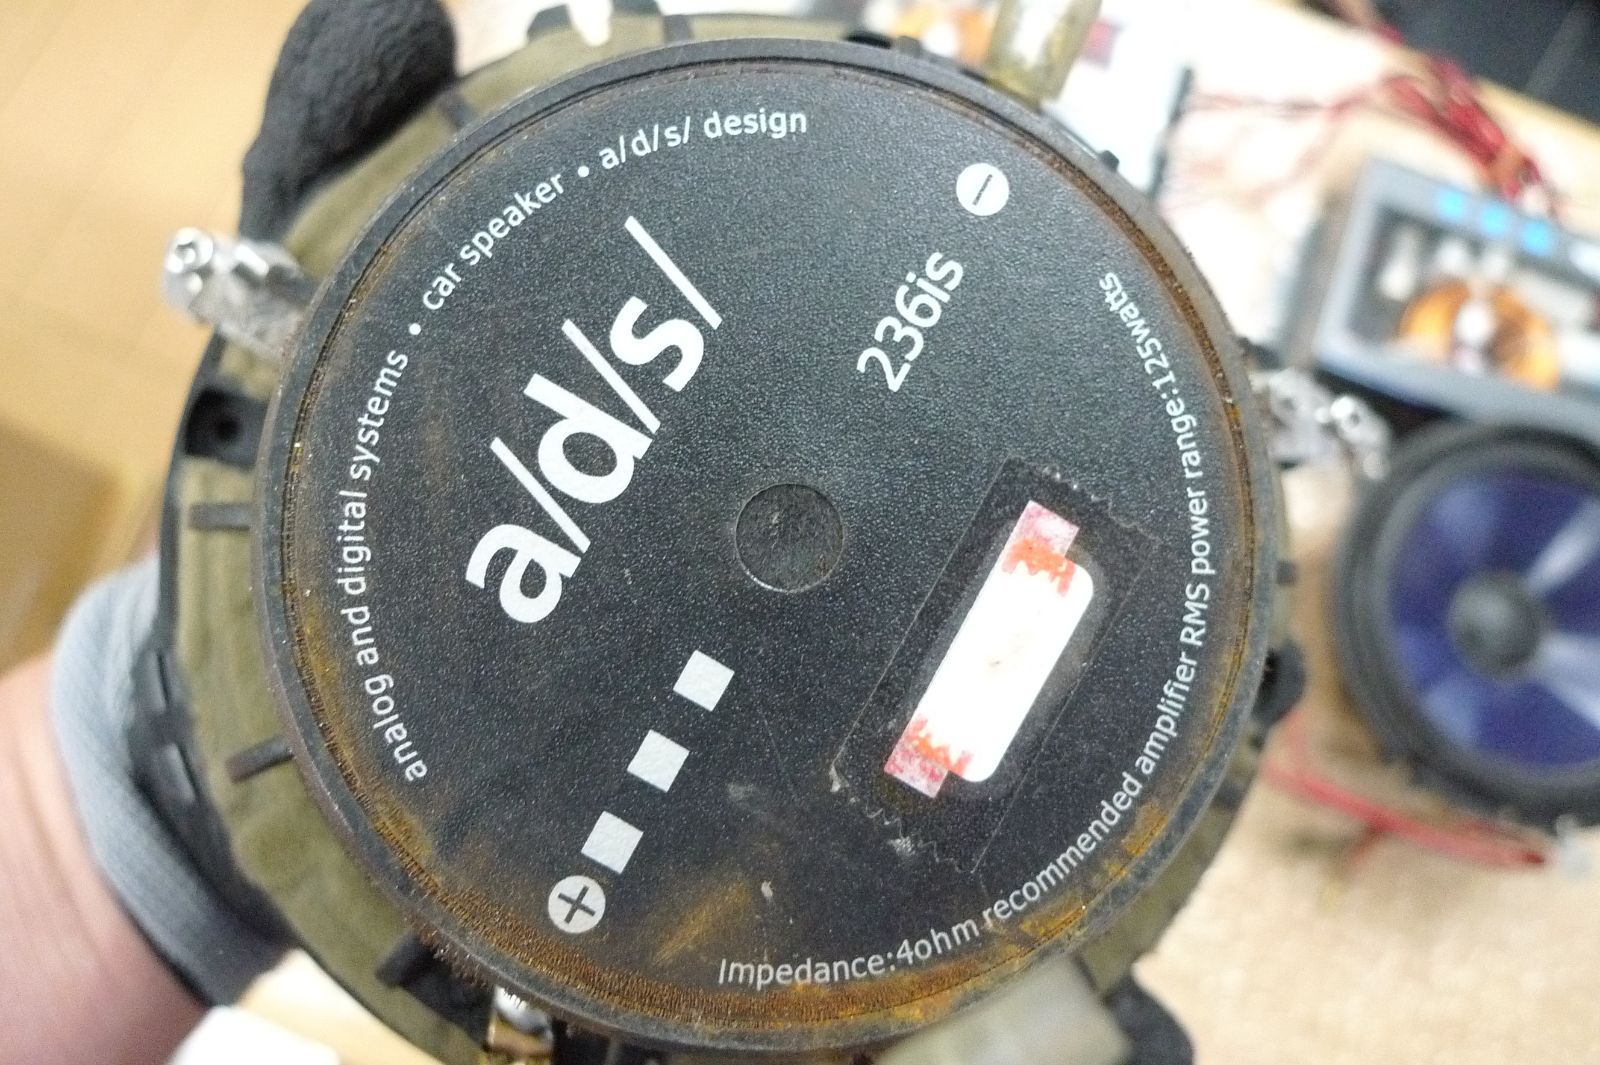 analog and digital systems • car speaker • a/d/s/ design
a/d/s/
236is
Impedance:4ohm recommended amplifier RMS power range:125watts